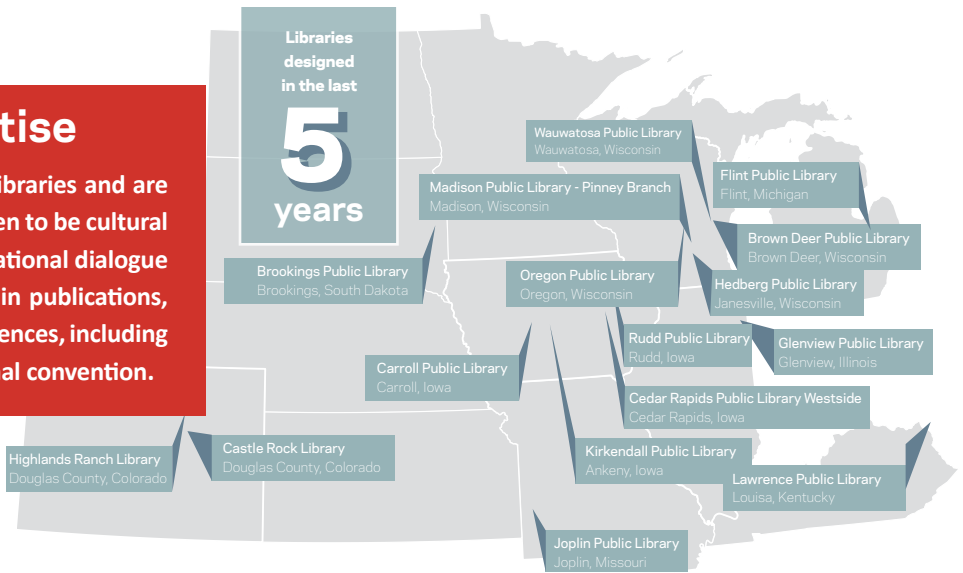 Libraries
designed
in the last
5
years
tise
ibraries and are
en to be cultural
ational dialogue
in publications,
ences, including
al convention.
Wauwatosa Public Library
Wauwatosa, Wisconsin
Madison Public Library - Pinney Branch
Madison, Wisconsin
Flint Public Library
Flint, Michigan
Brown Deer Public Library
Brown Deer, Wisconsin
Brookings Public Library
Brookings, South Dakota
Oregon Public Library
Oregon, Wisconsin
Hedberg Public Library
Janesville, Wisconsin
Rudd Public Library
Rudd, Iowa
Glenview Public Library
Glenview, Illinois
Carroll Public Library
Carroll, Iowa
Cedar Rapids Public Library Westside
Cedar Rapids, Iowa
Highlands Ranch Library
Douglas County, Colorado
Castle Rock Library
Douglas County, Colorado
Kirkendall Public Library
Ankeny, Iowa
Lawrence Public Library
Louisa, Kentucky
Joplin Public Library
Joplin, Missouri